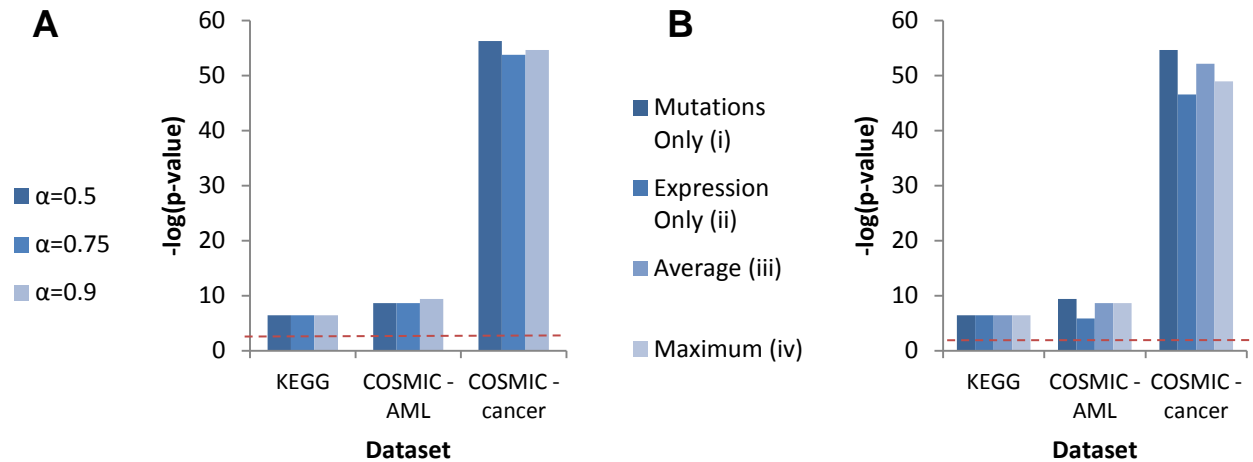 A
-log(p-value)
60
50
40
30
20
10
0
α=0.5
α=0.75
α=0.9
KEGG
COSMIC -
AML
COSMIC -
cancer
Dataset
B
Mutations
Only (i)
Expression
Only (ii)
Average (iii)
Maximum (iv)
-log(p-value)
60
50
40
30
20
10
0
KEGG
COSMIC -
AML
COSMIC -
cancer
Dataset